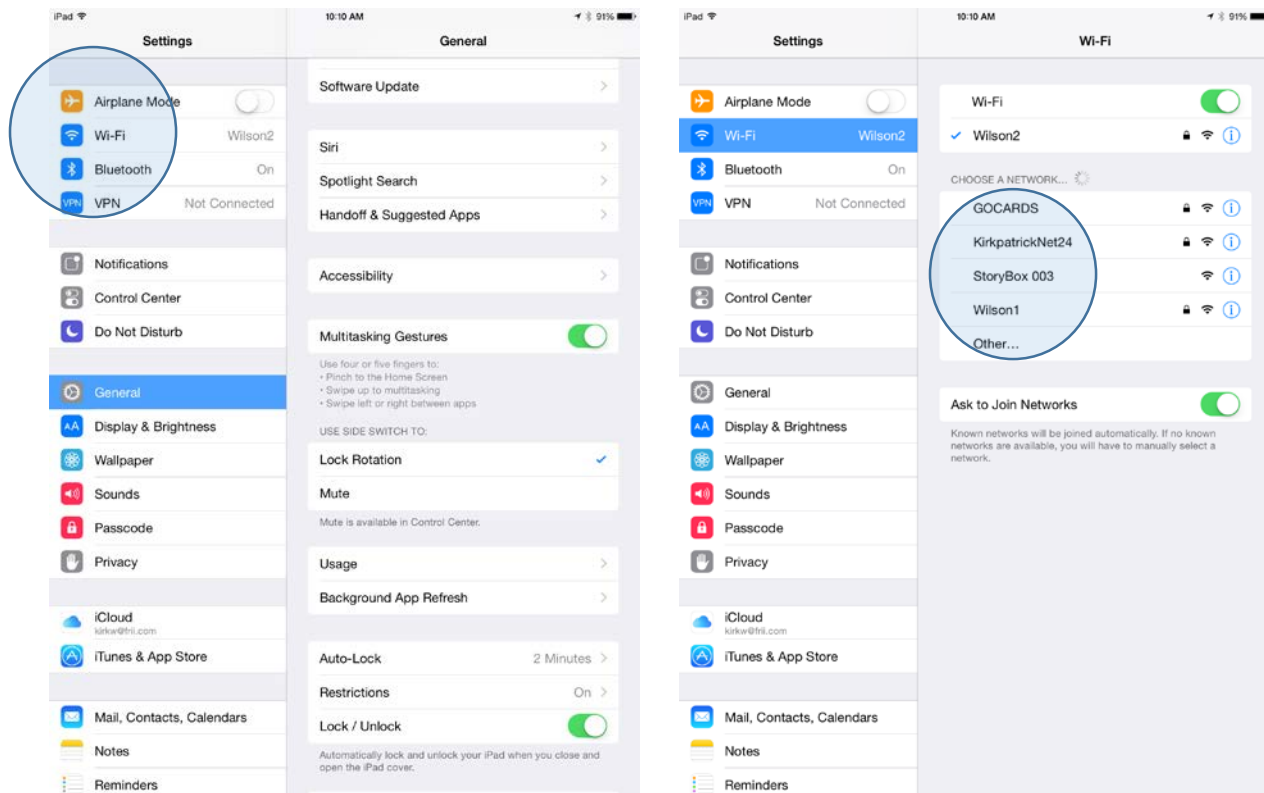 iPad
10:10 AM
91%
Settings
General
Airplane Mode
Wi-Fi Wilson2
Bluetooth On
VPN VPN Not Connected
Notifications
Control Center
Do Not Disturb
General
AA Display & Brightness
Wallpaper
Sounds
Passcode
Privacy
iCloud
kirkw@frii.com
iTunes & App Store
Mail, Contacts, Calendars
Notes
Reminders
Software Update
Siri
Spotlight Search
Handoff & Suggested Apps
Accessibility
Multitasking Gestures
Use four or five fingers to:
• Pinch to the Home Screen
• Swipe up to multitasking
• Swipe left or right between apps
USE SIDE SWITCH TO:
Lock Rotation
Mute
Mute is available in Control Center.
Usage
Background App Refresh
Auto-Lock 2 Minutes
Restrictions On
Lock / Unlock
Automatically lock and unlock your iPad when you close and
open the iPad cover.
iPad
10:10 AM
91%
Settings
Wi-Fi
Airplane Mode
Wi-Fi Wilson2
Bluetooth On
VPN VPN Not Connected
Notifications
Control Center
Do Not Disturb
General
AA Display & Brightness
Wallpaper
Sounds
Passcode
Privacy
iCloud
kirkw@frii.com
iTunes & App Store
Mail, Contacts, Calendars
Notes
Reminders
Wi-Fi
Wilson2
CHOOSE A NETWORK...
GOCARDS
KirkpatrickNet24
StoryBox 003
Wilson1
Other...
Ask to Join Networks
Known networks will be joined automatically. If no known
networks are available, you will have to manually select a
network.